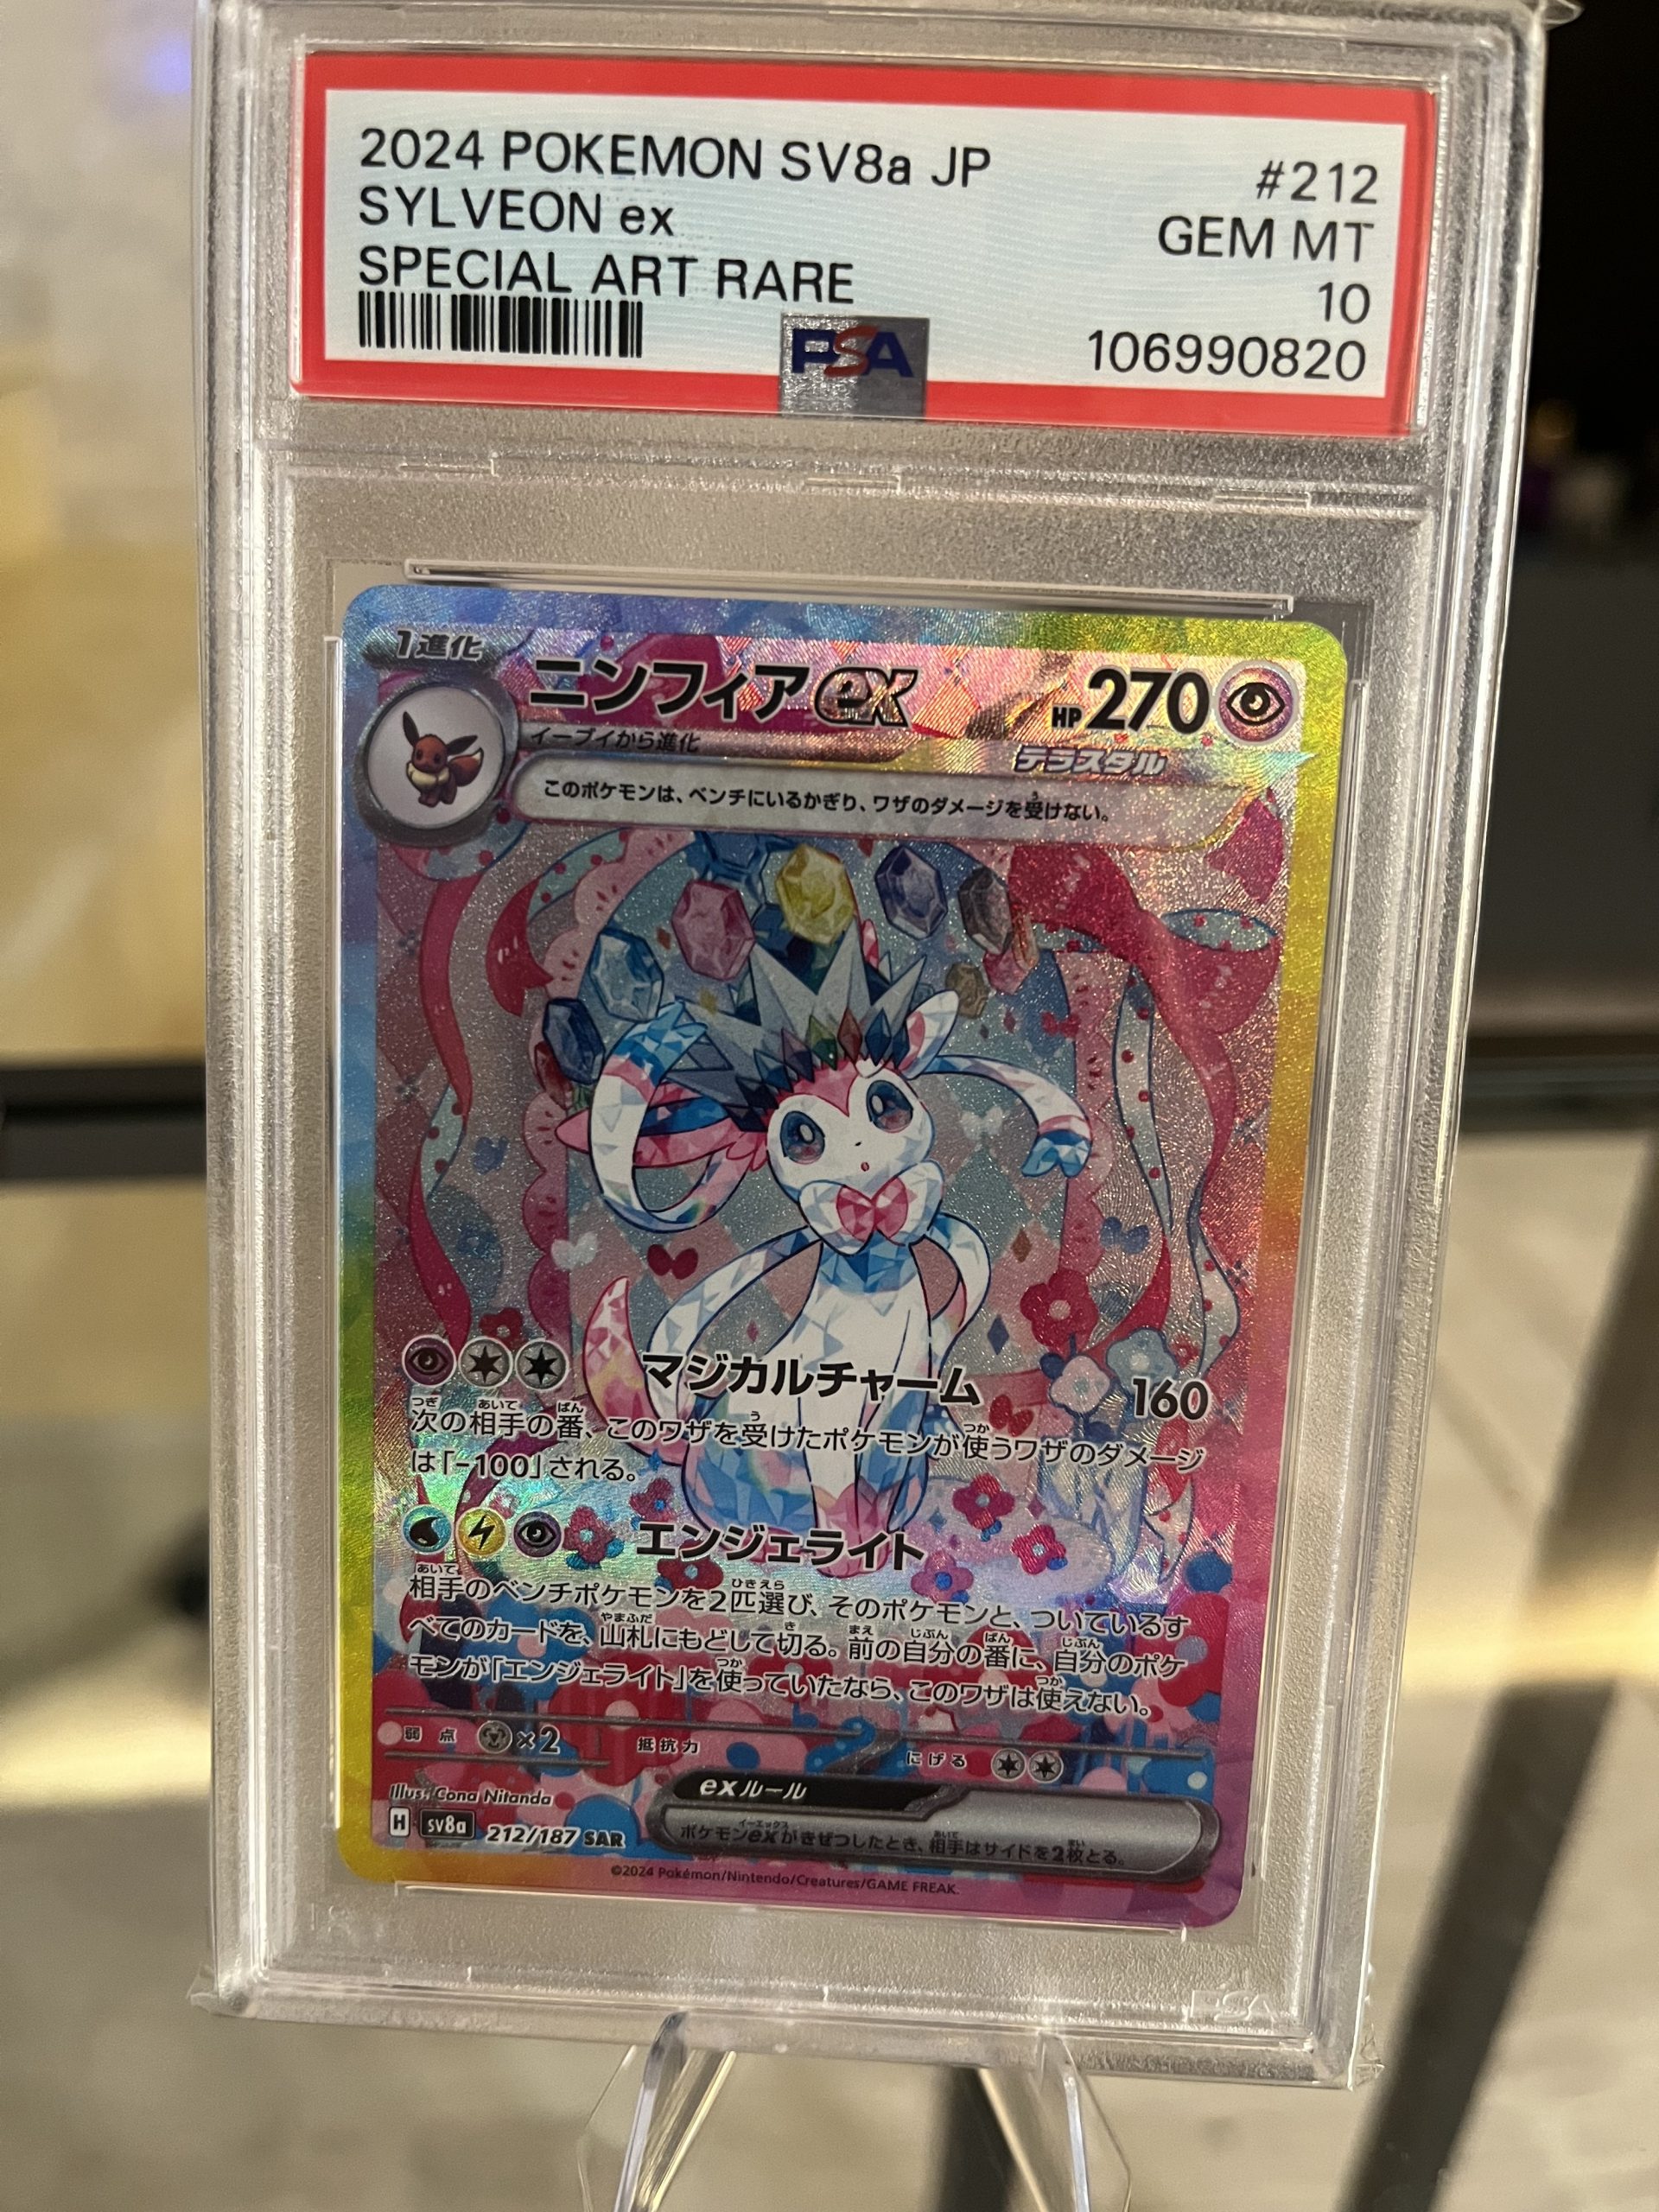 2024 POKEMON SV8a JP #212
SYLVEON ex GEM MT
SPECIAL ART RARE 10
PSA 106990820
1進化
ニンフィアex HP270
イーブイから進化
テラスタル
このポケモンは、ベンチにいるかぎり、ワザのダメージを受けない。
マジカルチャーム 160
次の相手の番、このワザを受けたポケモンが使うワザのダメージ
は「-100」される。
エンジェライト
相手のベンチポケモンを2匹選び、そのポケモンと、ついているす
べてのカードを、山札にもどして切る。前の自分の番に、自分のポケ
モンが「エンジェライト」を使っていたなら、このワザは使えない。
弱点 ×2 抵抗力 にげる
Illus. Cona Nitanda
exルール
H sv8a 212/187 SAR
ポケモンexがきぜつしたとき、相手はサイドを2枚とる。
©2024 Pokémon/Nintendo/Creatures/GAME FREAK.
PSA